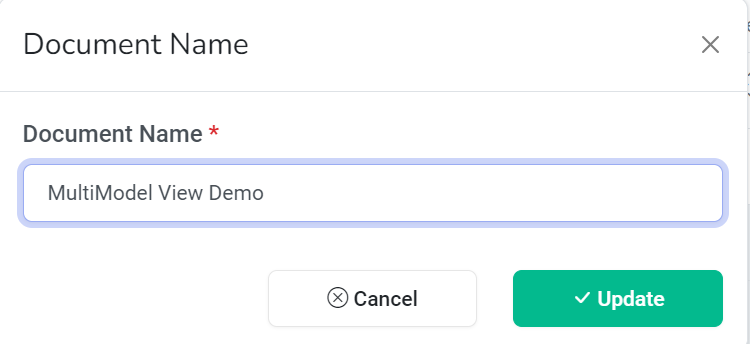 Document Name
Document Name *
MultiModel View Demo
Cancel
Update